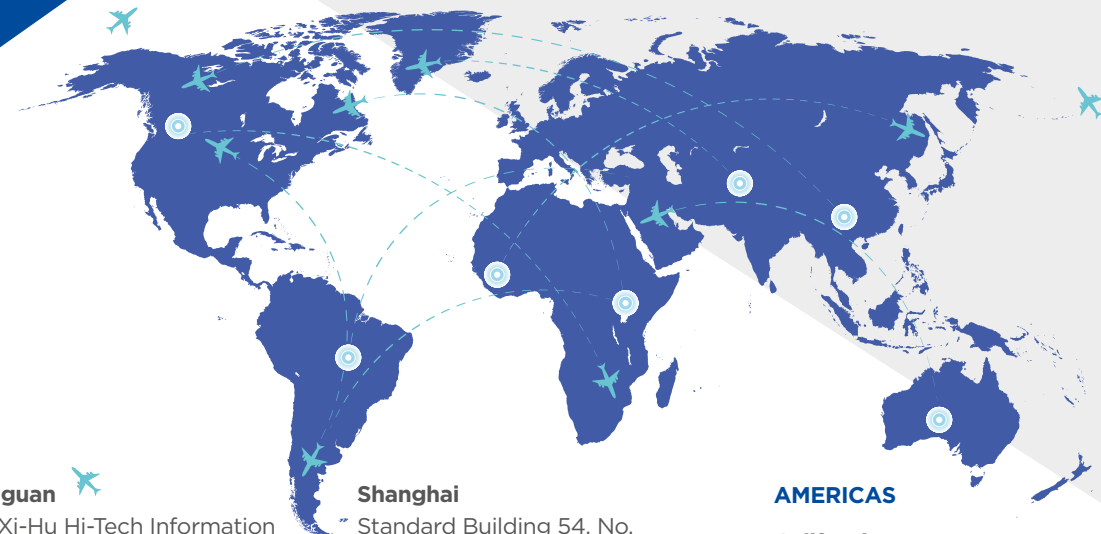 guan
Xi-Hu Hi-Tech Information
Shanghai
Standard Building 54, No.
AMERICAS